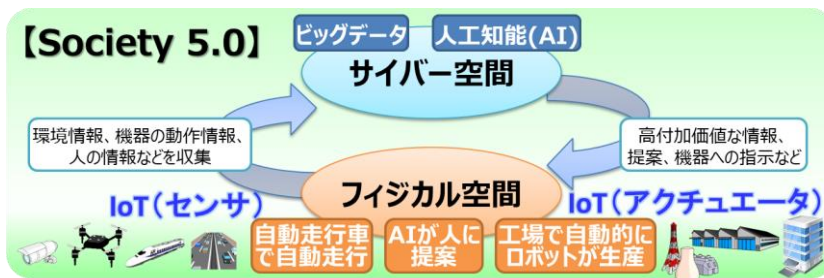 【Society 5.0】
ビッグデータ
人工知能(AI)
サイバー空間
環境情報、機器の動作情報、
人の情報などを収集
高付加価値な情報、
提案、機器への指示など
IoT(センサ)
フィジカル空間
IoT(アクチュエータ)
自動走行車
で自動走行
AIが人に
提案
工場で自動的に
ロボットが生産